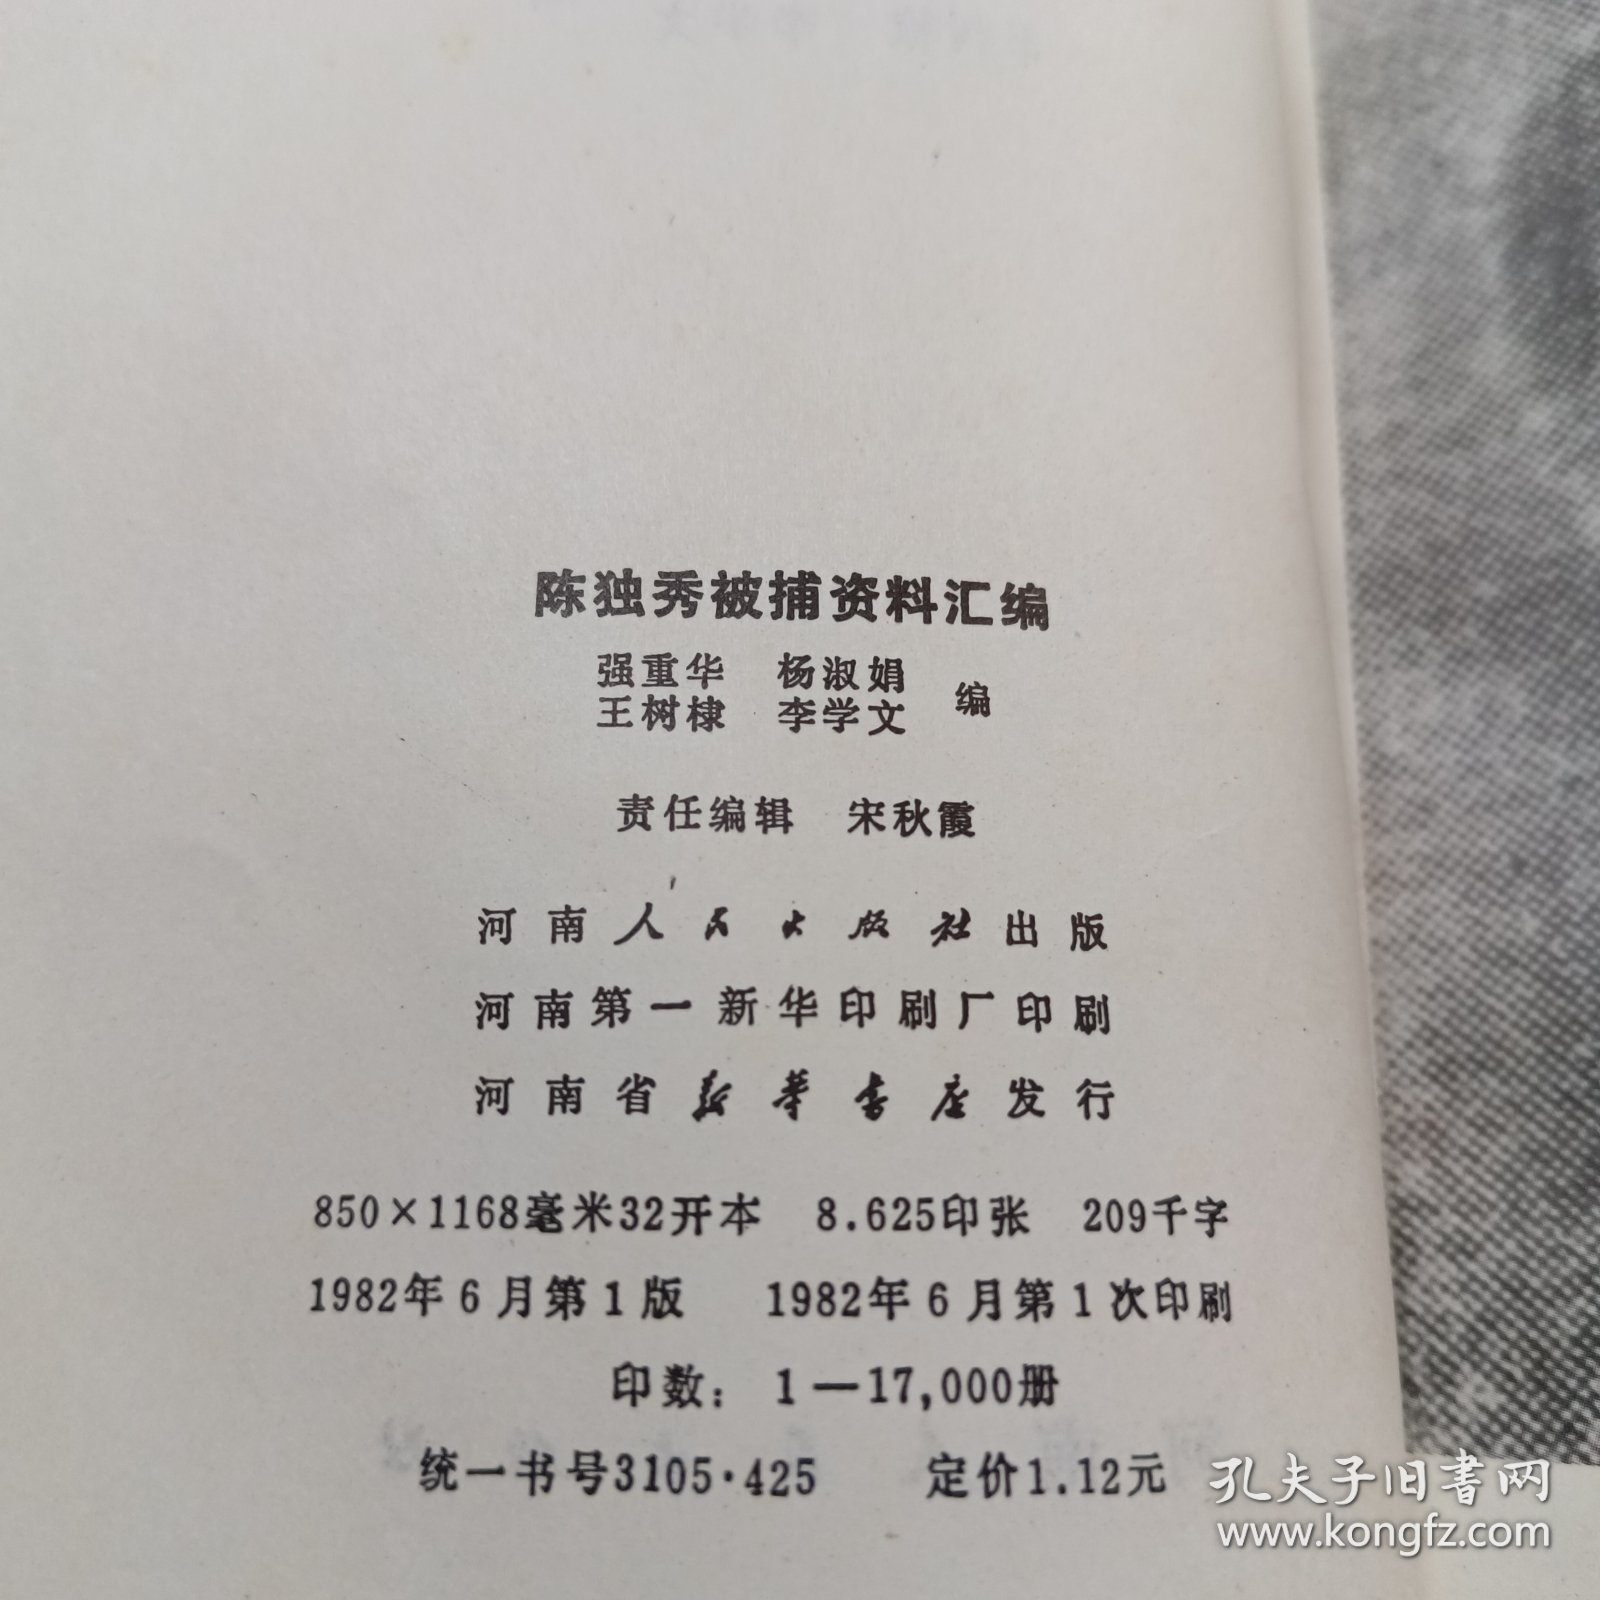 陈独秀被捕资料汇编
强重华 杨淑娟
王树棣 李学文 编
责任编辑 宋秋霞
河南人民出版社出版
河南第一新华印刷厂印刷
河南省新华书店发行
850×1168毫米32开本 8.625印张 209千字
1982年6月第1版 1982年6月第1次印刷
印数：1—17,000册
统一书号3105·425 定价1.12元
孔夫子旧書网
www.kongfz.com